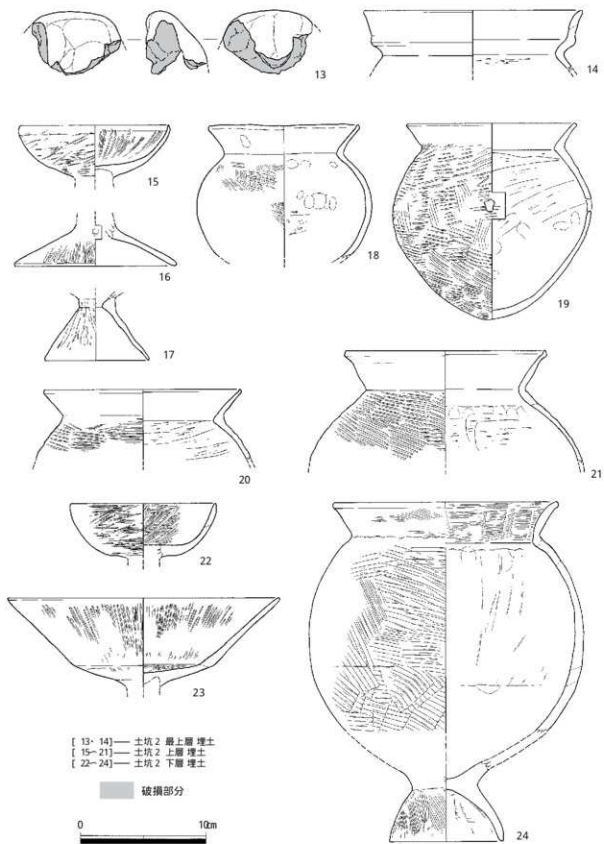 13
14
15
16
17
18
19
20
21
22
23
24
[ 13・14]── 土坑 2 最上層 埋土
[ 15〜21]── 土坑 2 上層 埋土
[ 22〜24]── 土坑 2 下層 埋土
破損部分
0 10cm